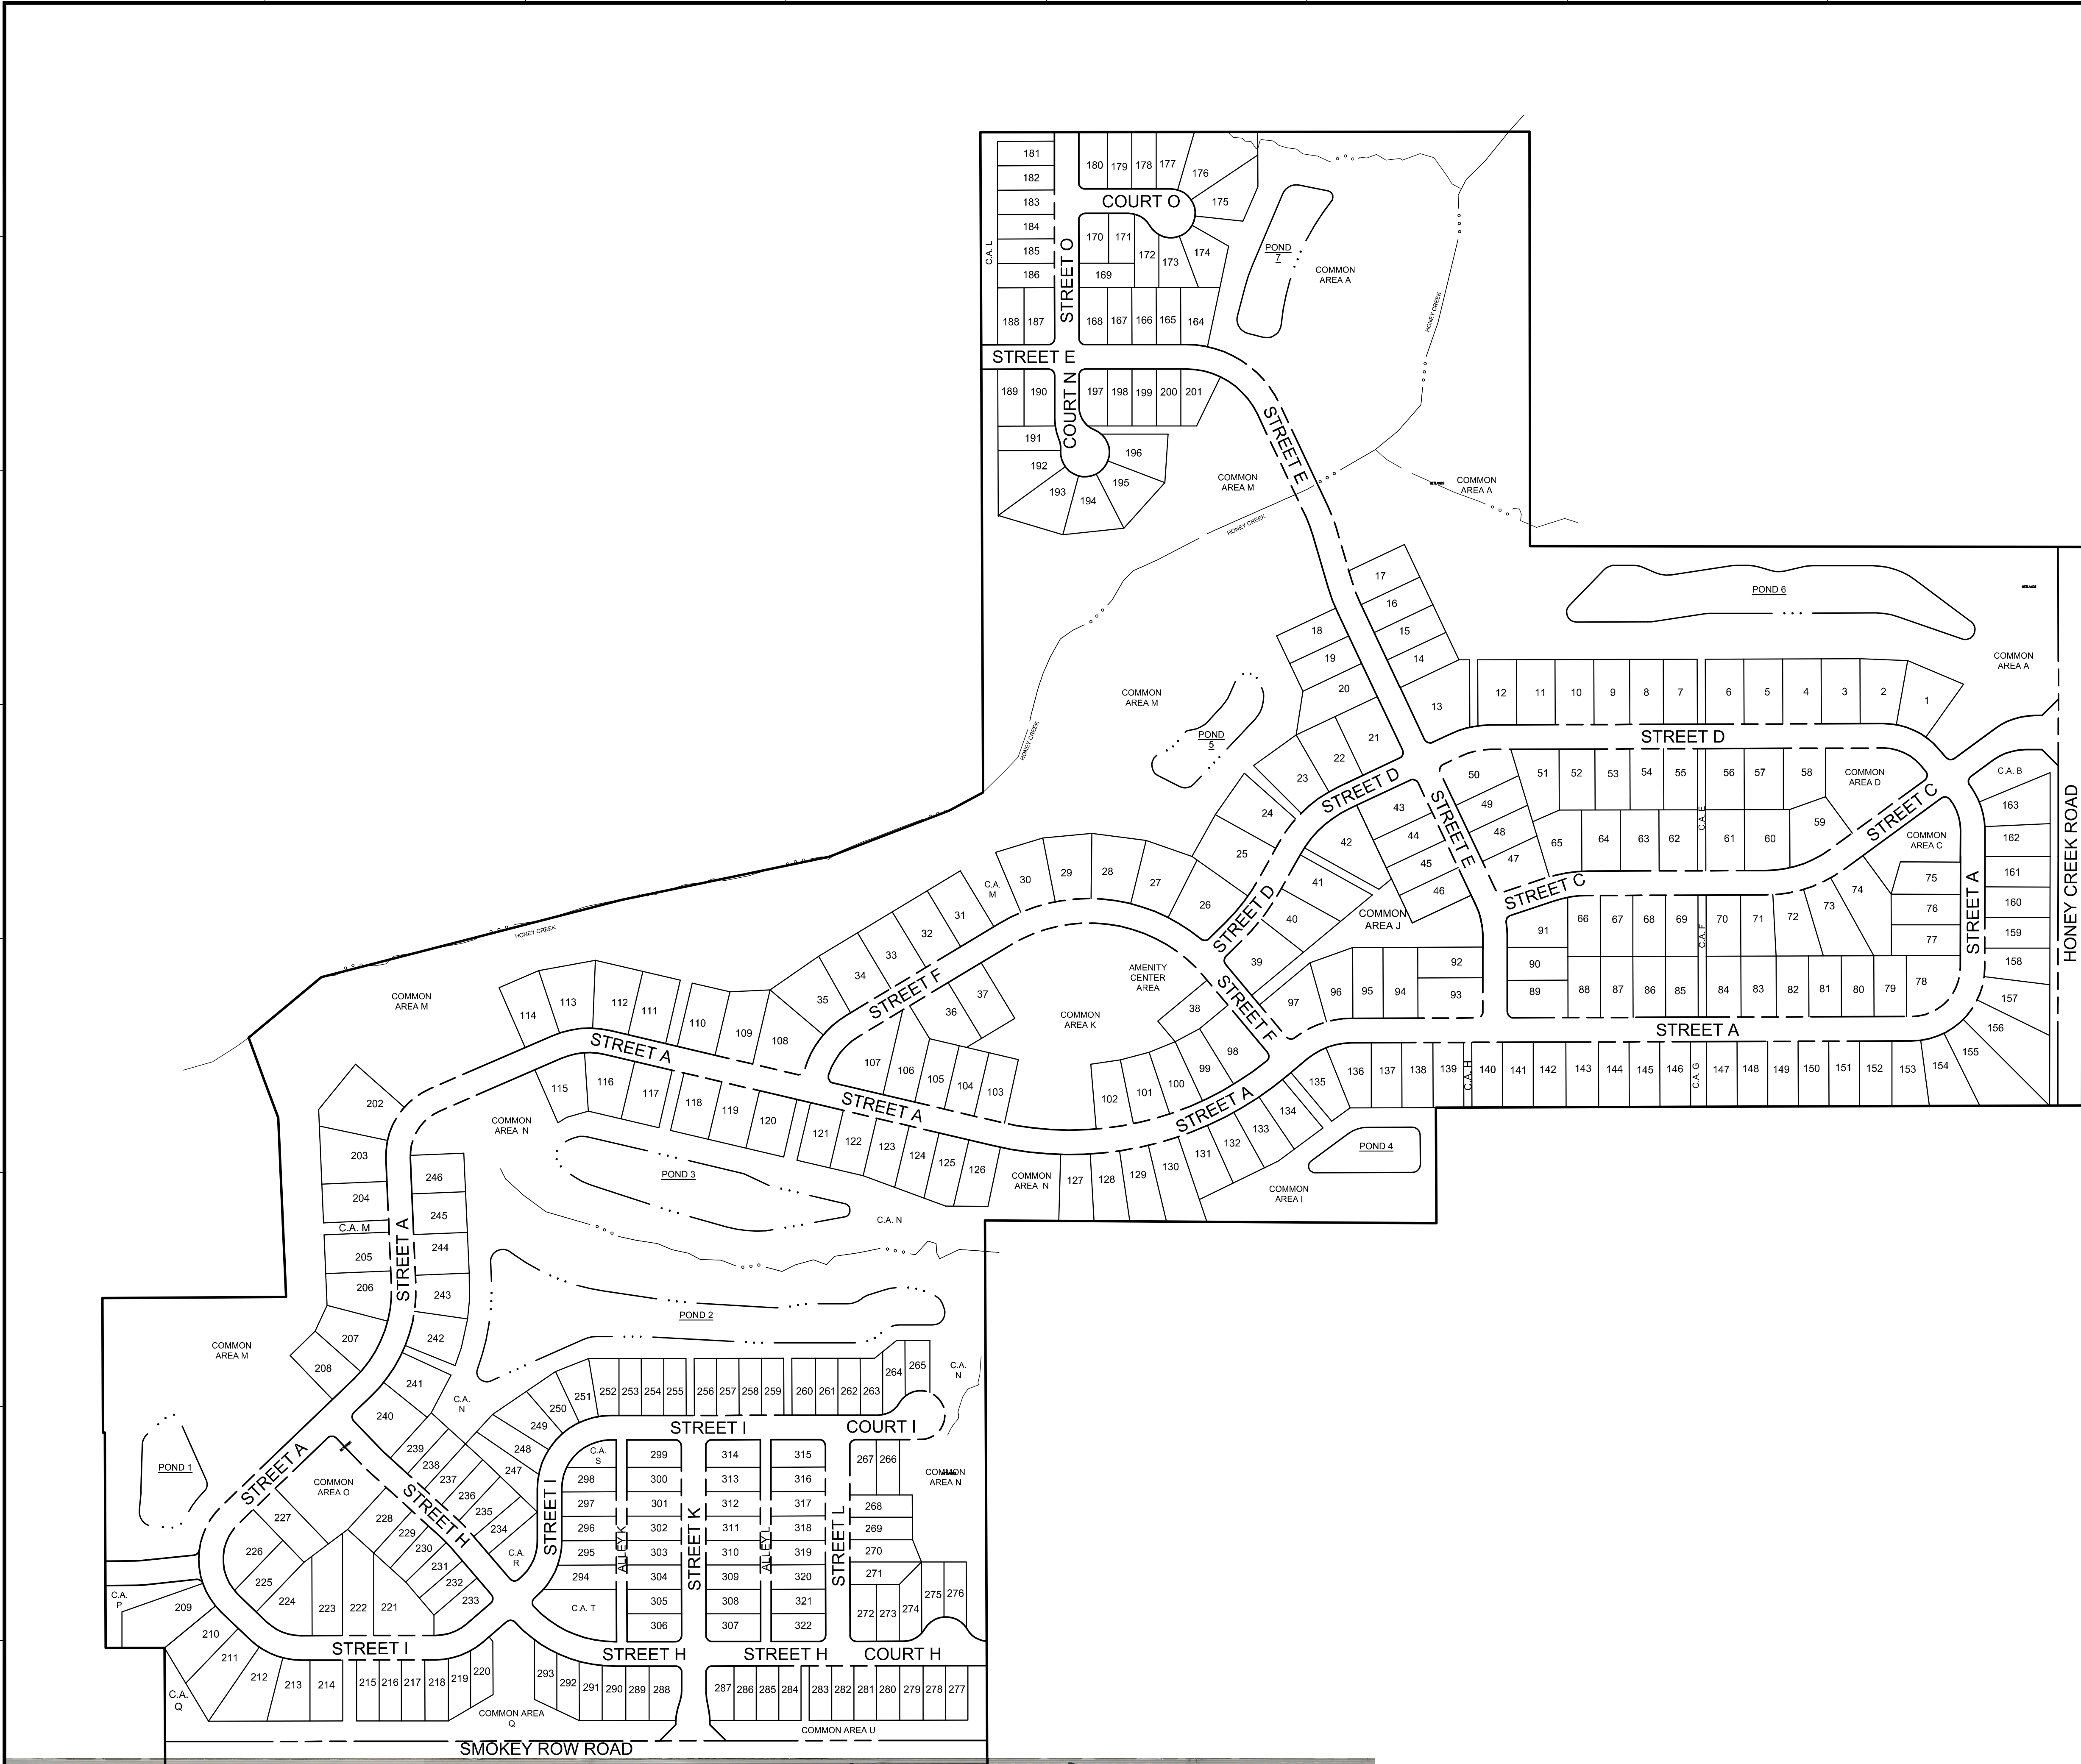 181
182
183
184
185
186
188 187
C.A. L
STREET O
180 179 178 177
176
175
COURT O
170 171
172 173
174
169
168 167 166 165 164
POND
7
COMMON
AREA A
HONEY CREEK
STREET E
189 190
COURT N
197 198 199 200 201
191
192
193
194
195
196
STREET E
COMMON
AREA M
COMMON
AREA A
HONEY CREEK
17
16
15
14
13
18
19
20
21
22
23
POND 6
COMMON
AREA A
COMMON
AREA M
POND
5
HONEY CREEK
12 11 10 9 8 7 6 5 4 3 2 1
STREET D
50
49
48
47
51 52 53 54 55 56 57 58
COMMON
AREA D
C.A. B
163
162
161
160
159
158
157
156
155
HONEY CREEK ROAD
STREET D
43
44
45
46
42
STREET E
65 64 63 62
C.A. E
61 60 59
STREET C
COMMON
AREA C
75
76
77
STREET A
24
25
26
STREET D
41
40
39
COMMON
AREA J
STREET C
91
90
89
66 67 68 69
C.A. F
70 71 72 73 74
88 87 86 85 84 83 82 81 80 79 78
92
93
94
95
96
97
STREET A
C.A.
M
30 29 28 27
31
32
33
34
35
STREET F
36
37
AMENITY
CENTER
AREA
COMMON
AREA K
38
STREET F
98
99
100
101
102
HONEY CREEK
COMMON
AREA M
114 113 112 111 110 109 108
STREET A
107 106 105 104 103
STREET A
STREET A
115 116 117 118 119 120
121 122 123 124 125 126
COMMON
AREA N
COMMON
AREA N
127 128 129 130 131 132 133 134 135
COMMON
AREA I
POND 4
136 137 138 139
C.A. H
140 141 142 143 144 145 146
C.A. G
147 148 149 150 151 152 153 154
202
203
204
C.A. M
205
206
207
208
STREET A
246
245
244
243
242
241
240
POND 3
C.A. N
POND 2
COMMON
AREA M
C.A.
N
POND 1
STREET A
COMMON
AREA O
239
238
237
236
235
234
C.A.
R
STREET H
247
248
249
250
251
252 253 254 255 256 257 258 259 260 261 262 263 264 265
C.A.
N
STREET I
COURT I
STREET I
C.A.
S
298
297
296
295
294
C.A. T
ALLEY K
299
300
301
302
303
304
305
306
STREET K
314
313
312
311
310
309
308
307
ALLEY L
315
316
317
318
319
320
321
322
STREET L
267 266
COMMON
AREA N
268
269
270
271
272 273 274 275 276
227
226
225
224
223 222 221
228
229
230
231
232
233
C.A.
P
209
210
211
212
213
214
C.A.
Q
STREET I
215 216 217 218 219 220
STREET H
STREET H
COURT H
293 292 291 290 289 288
287 286 285 284 283 282 281 280 279 278 277
COMMON AREA
Q
COMMON AREA U
SMOKEY ROW ROAD